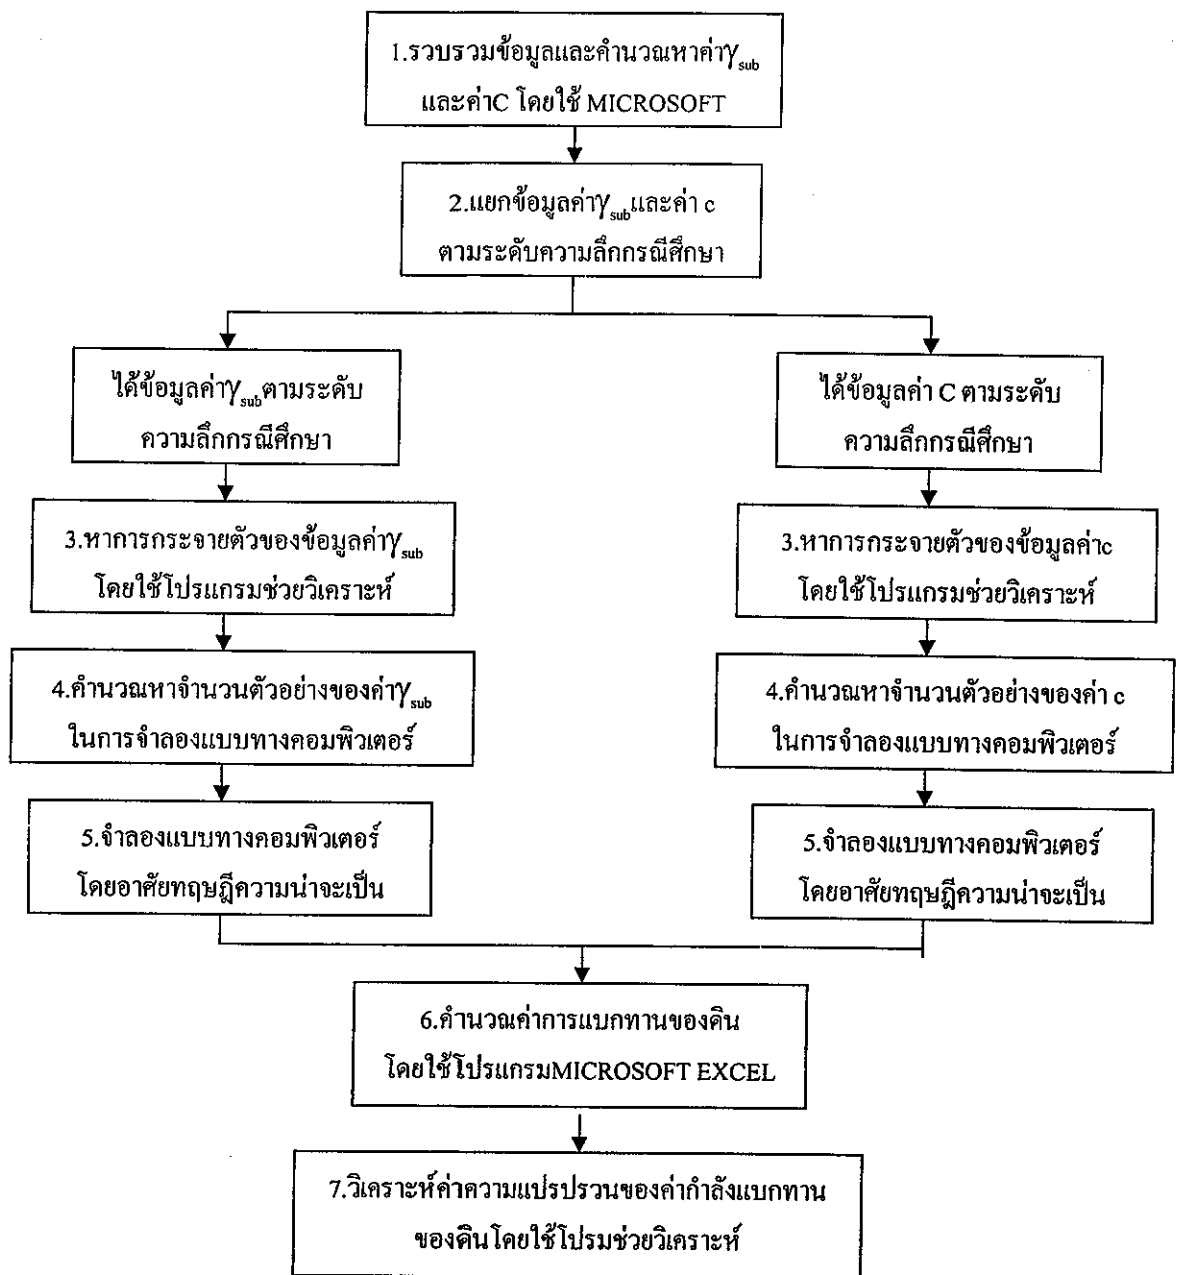 1.รวบรวมข้อมูลและคำนวณหาค่าγsub
และค่าC โดยใช้ MICROSOFT
2.แยกข้อมูลค่าγsubและค่า c
ตามระดับความลึกกรณีศึกษา
ได้ข้อมูลค่าγsubตามระดับ
ความลึกกรณีศึกษา
ได้ข้อมูลค่า C ตามระดับ
ความลึกกรณีศึกษา
3.หาการกระจายตัวของข้อมูลค่าγsub
โดยใช้โปรแกรมช่วยวิเคราะห์
3.หาการกระจายตัวของข้อมูลค่าc
โดยใช้โปรแกรมช่วยวิเคราะห์
4.คำนวณหาจำนวนตัวอย่างของค่าγsub
ในการจำลองแบบทางคอมพิวเตอร์
4.คำนวณหาจำนวนตัวอย่างของค่า c
ในการจำลองแบบทางคอมพิวเตอร์
5.จำลองแบบทางคอมพิวเตอร์
โดยอาศัยทฤษฎีความน่าจะเป็น
5.จำลองแบบทางคอมพิวเตอร์
โดยอาศัยทฤษฎีความน่าจะเป็น
6.คำนวณค่าการแบกทานของดิน
โดยใช้โปรแกรมMICROSOFT EXCEL
7.วิเคราะห์ค่าความแปรปรวนของค่ากำลังแบกทาน
ของดินโดยใช้โปรมช่วยวิเคราะห์